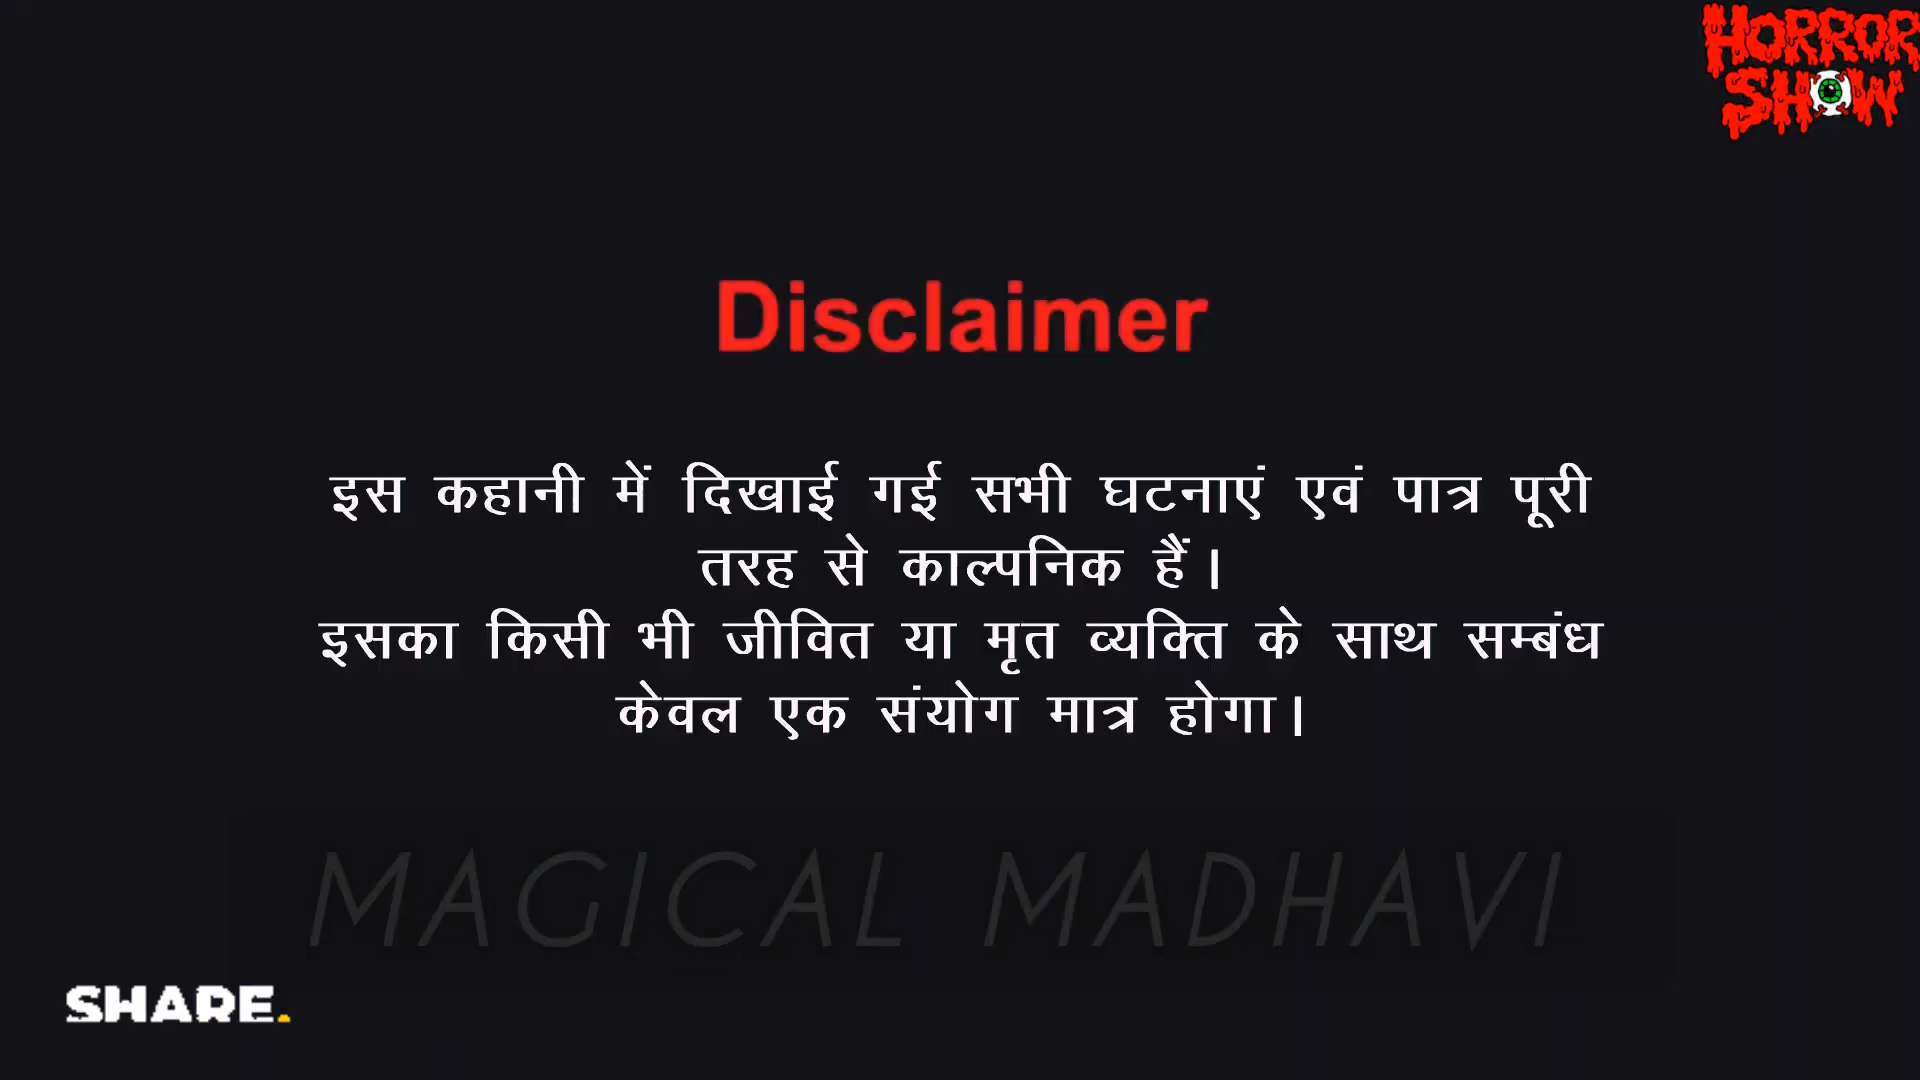 HORROR
SHOW
Disclaimer
इस कहानी में दिखाई गई सभी घटनाएं एवं पात्र पूरी
तरह से काल्पनिक हैं।
इसका किसी भी जीवित या मृत व्यक्ति के साथ सम्बंध
केवल एक संयोग मात्र होगा।
MAGICAL MADHAVI
SHARE.